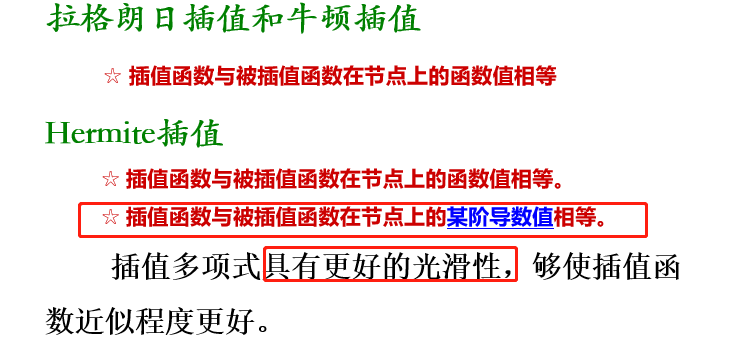 拉格朗日插值和牛顿插值
☆ 插值函数与被插值函数在节点上的函数值相等
Hermite插值
☆ 插值函数与被插值函数在节点上的函数值相等。
☆ 插值函数与被插值函数在节点上的某阶导数值相等。
插值多项式具有更好的光滑性，够使插值函
数近似程度更好。